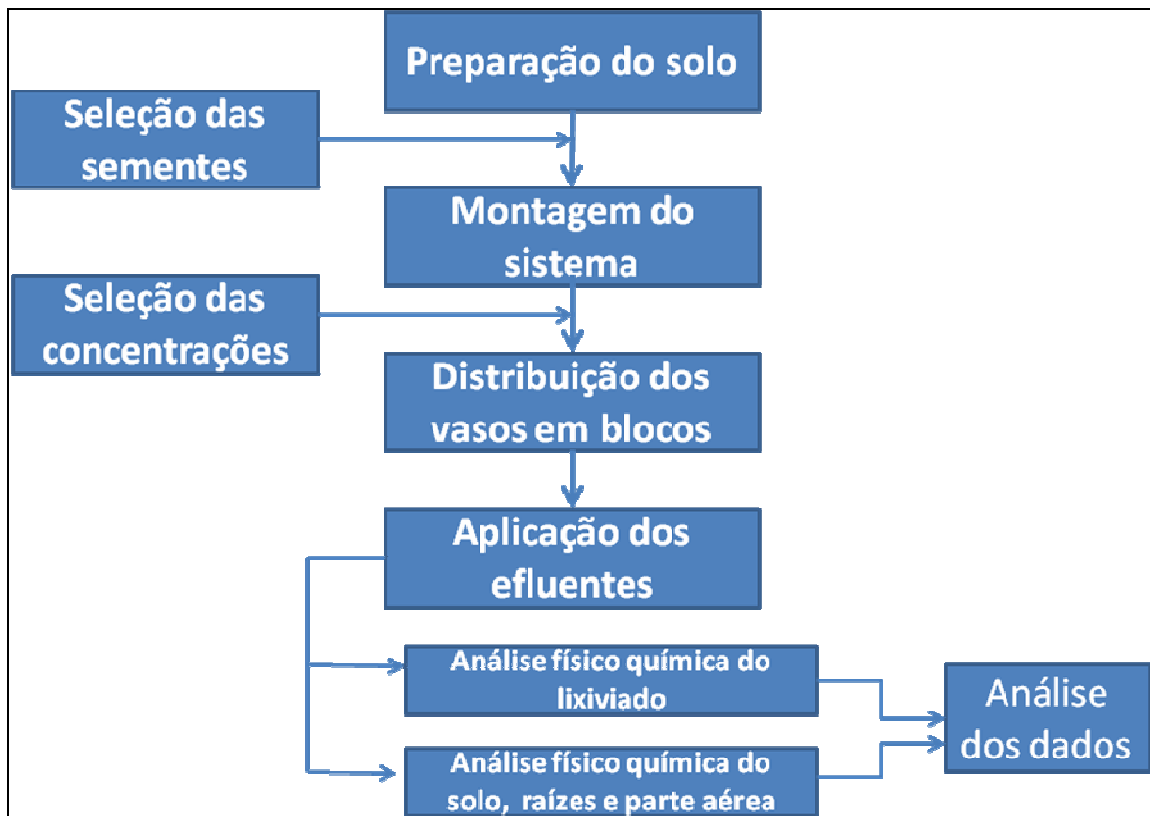 Preparação do solo
Seleção das
sementes
Montagem do
sistema
Seleção das
concentrações
Distribuição dos
vasos em blocos
Aplicação dos
efluentes
Análise físico química do
lixiviado
Análise físico química do
solo, raízes e parte aérea
Análise
dos dados